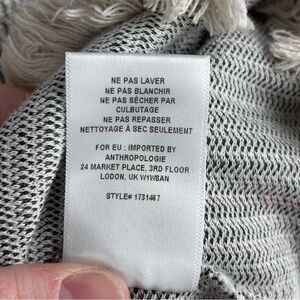 NE PAS LAVER
NE PAS BLANCHIR
NE PAS SÉCHER PAR
CULBUTAGE
NE PAS REPASSER
NETTOYAGE À SEC SEULEMENT
FOR EU : IMPORTED BY
ANTHROPOLOGIE
24 MARKET PLACE, 3RD FLOOR
LODON, UK W1W8AN
STYLE# 1731467